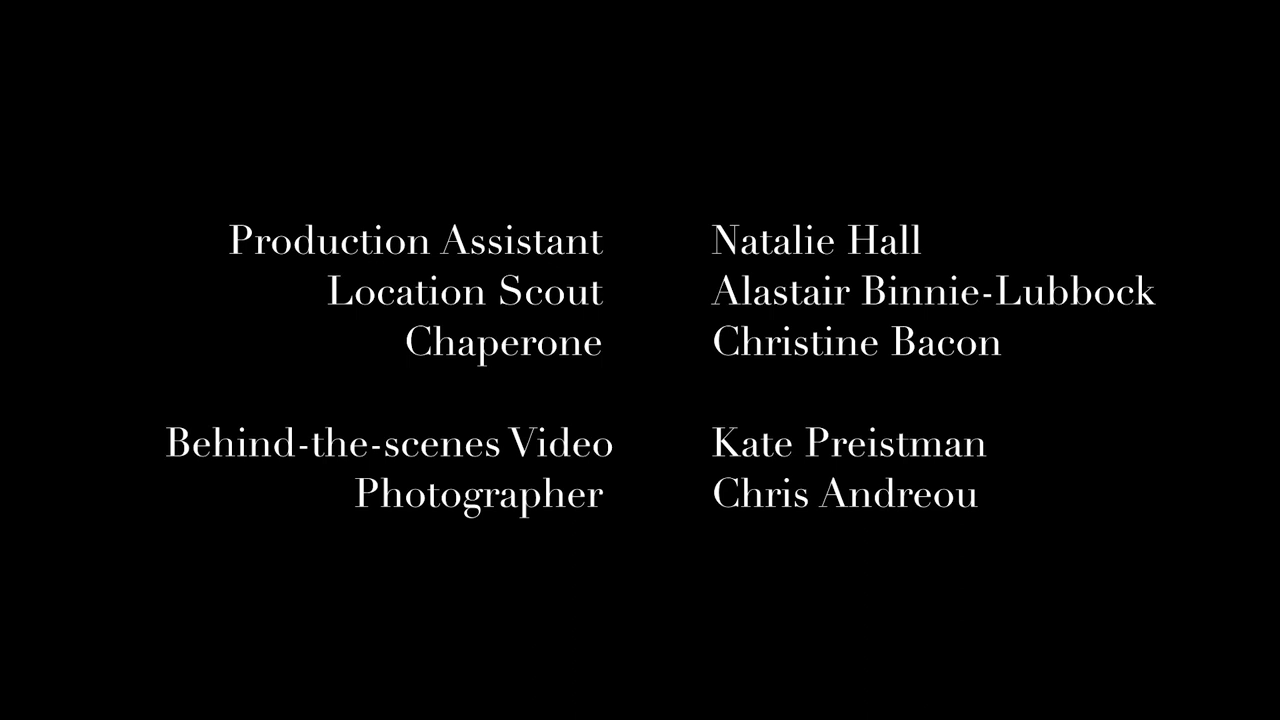 Production Assistant Natalie Hall
Location Scout Alastair Binnie-Lubbock
Chaperone Christine Bacon
Behind-the-scenes Video Kate Preistman
Photographer Chris Andreou